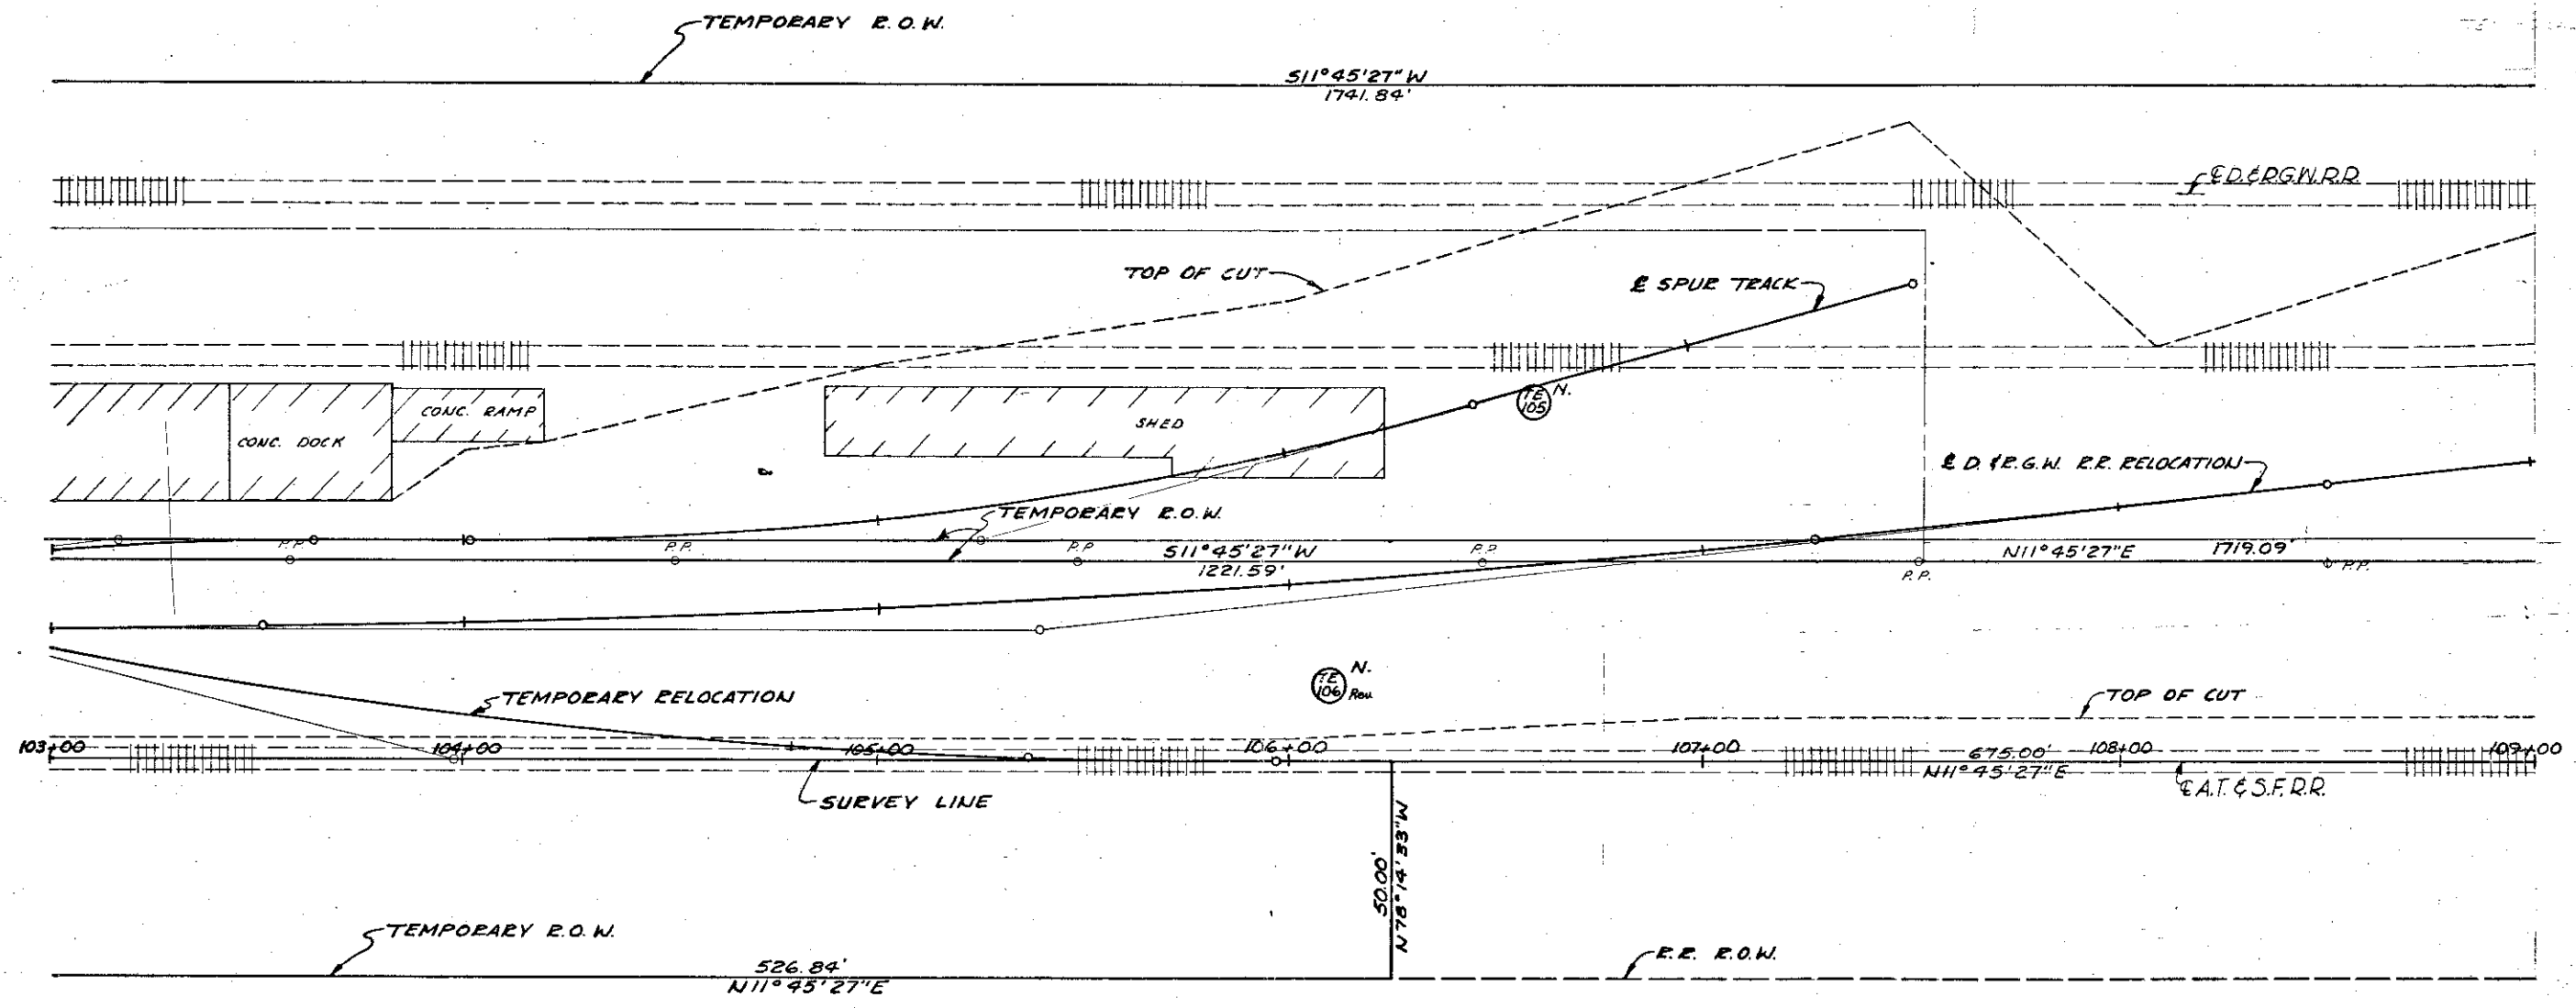 TEMPORARY R.O.W.
S11°45'27"W
1741.84'
℄ D.&R.G.W.R.R.
TOP OF CUT
℄ SPUR TRACK
CONC. RAMP
CONC. DOCK
SHED
TE 105 N.
℄ D.&R.G.W. R.R. RELOCATION
TEMPORARY R.O.W.
P.P.
P.P.
P.P.
P.P.
P.P.
P.P.
S11°45'27"W
1221.59'
N11°45'27"E 1719.09'
TE 106 N. Rev
TEMPORARY RELOCATION
TOP OF CUT
103+00
104+00
105+00
106+00
107+00
675.00'
108+00
109+00
N11°45'27"E
℄ A.T.&S.F.R.R.
SURVEY LINE
50.00'
N78°14'33"W
TEMPORARY R.O.W.
R.R. R.O.W.
526.84'
N11°45'27"E